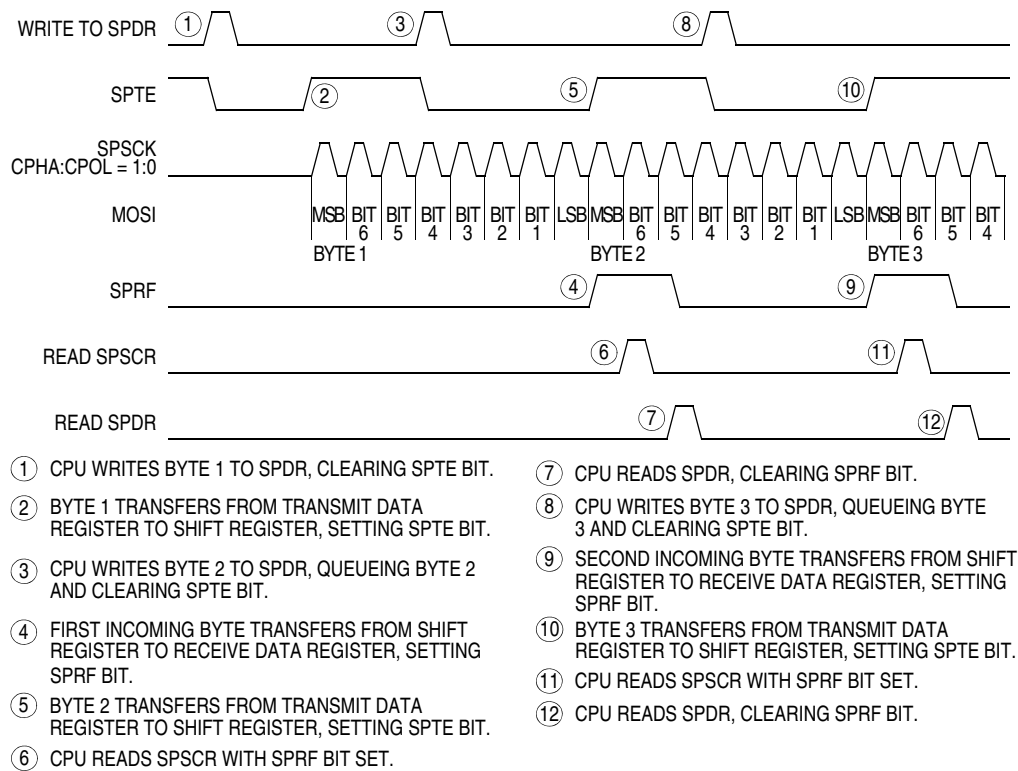 WRITE TO SPDR 1 3 8
SPTE 2 5 10
SPSCK
CPHA:CPOL = 1:0
MOSI MSB BIT 6 BIT 5 BIT 4 BIT 3 BIT 2 BIT 1 LSB MSB BIT 6 BIT 5 BIT 4 BIT 3 BIT 2 BIT 1 LSB MSB BIT 6 BIT 5 BIT 4
BYTE 1 BYTE 2 BYTE 3
SPRF 4 9
READ SPSCR 6 11
READ SPDR 7 12
1 CPU WRITES BYTE 1 TO SPDR, CLEARING SPTE BIT.
2 BYTE 1 TRANSFERS FROM TRANSMIT DATA
REGISTER TO SHIFT REGISTER, SETTING SPTE BIT.
3 CPU WRITES BYTE 2 TO SPDR, QUEUEING BYTE 2
AND CLEARING SPTE BIT.
4 FIRST INCOMING BYTE TRANSFERS FROM SHIFT
REGISTER TO RECEIVE DATA REGISTER, SETTING
SPRF BIT.
5 BYTE 2 TRANSFERS FROM TRANSMIT DATA
REGISTER TO SHIFT REGISTER, SETTING SPTE BIT.
6 CPU READS SPSCR WITH SPRF BIT SET.
7 CPU READS SPDR, CLEARING SPRF BIT.
8 CPU WRITES BYTE 3 TO SPDR, QUEUEING BYTE
3 AND CLEARING SPTE BIT.
9 SECOND INCOMING BYTE TRANSFERS FROM SHIFT
REGISTER TO RECEIVE DATA REGISTER, SETTING
SPRF BIT.
10 BYTE 3 TRANSFERS FROM TRANSMIT DATA
REGISTER TO SHIFT REGISTER, SETTING SPTE BIT.
11 CPU READS SPSCR WITH SPRF BIT SET.
12 CPU READS SPDR, CLEARING SPRF BIT.